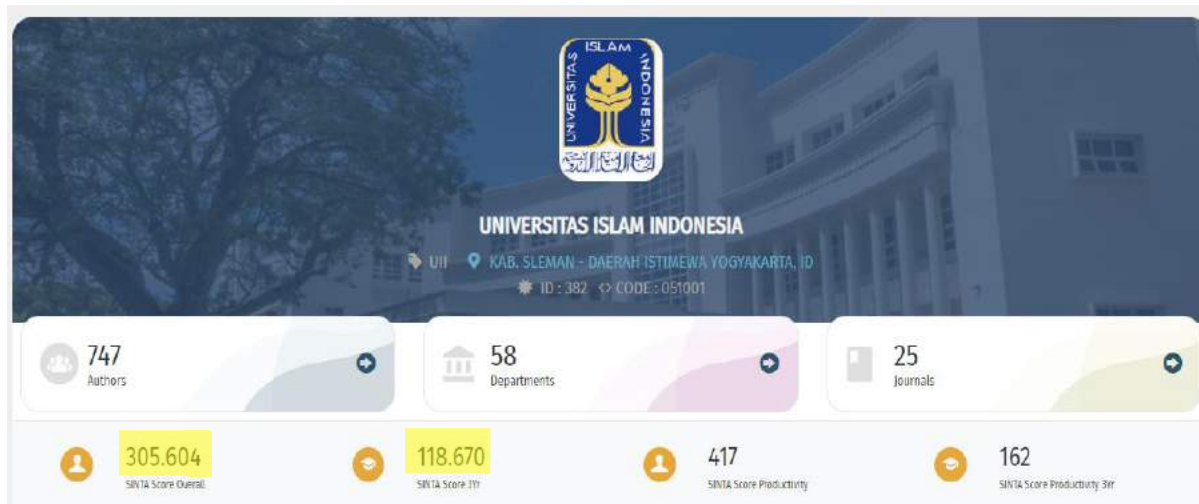 UNIVERSITAS ISLAM INDONESIA
UNIVERSITAS ISLAM INDONESIA
UII KAB. SLEMAN - DAERAH ISTIMEWA YOGYAKARTA, ID
ID : 382 <> CODE : 051001
747
Authors
58
Departments
25
Journals
305.604
SINTA Score Overall
118.670
SINTA Score 3Yr
417
SINTA Score Productivity
162
SINTA Score Productivity 3Yr